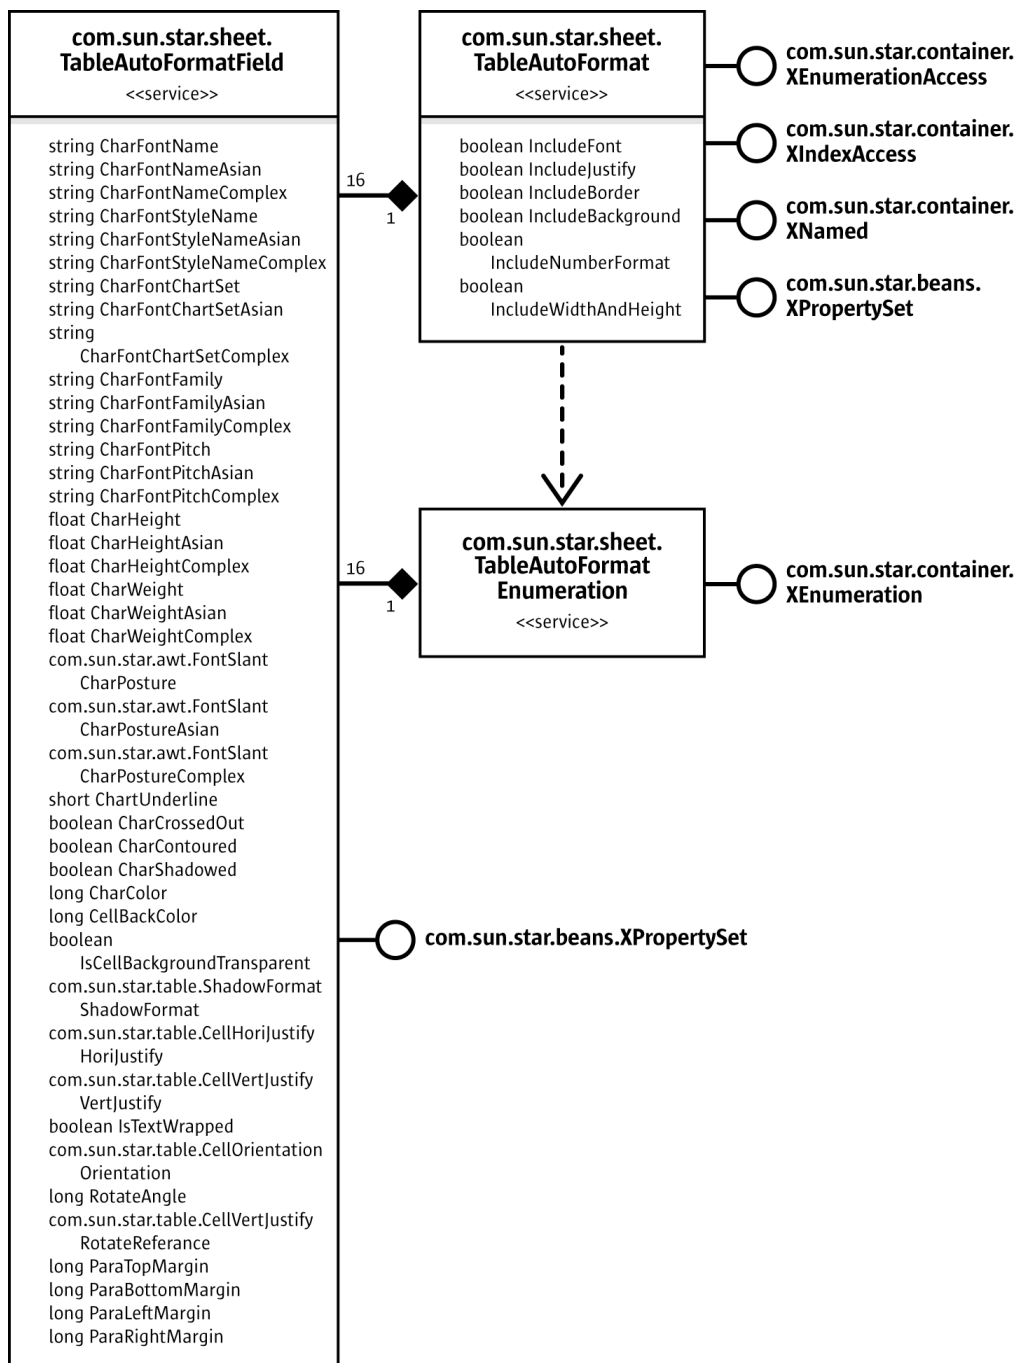 com.sun.star.sheet.
TableAutoFormatField
<<service>>
string CharFontName
string CharFontNameAsian
string CharFontNameComplex
string CharFontStyleName
string CharFontStyleNameAsian
string CharFontStyleNameComplex
string CharFontChartSet
string CharFontChartSetAsian
string
CharFontChartSetComplex
string CharFontFamily
string CharFontFamilyAsian
string CharFontFamilyComplex
string CharFontPitch
string CharFontPitchAsian
string CharFontPitchComplex
float CharHeight
float CharHeightAsian
float CharHeightComplex
float CharWeight
float CharWeightAsian
float CharWeightComplex
com.sun.star.awt.FontSlant
CharPosture
com.sun.star.awt.FontSlant
CharPostureAsian
com.sun.star.awt.FontSlant
CharPostureComplex
short ChartUnderline
boolean CharCrossedOut
boolean CharContoured
boolean CharShadowed
long CharColor
long CellBackColor
boolean
IsCellBackgroundTransparent
com.sun.star.table.ShadowFormat
ShadowFormat
com.sun.star.table.CellHoriJustify
HoriJustify
com.sun.star.table.CellVertJustify
VertJustify
boolean IsTextWrapped
com.sun.star.table.CellOrientation
Orientation
long RotateAngle
com.sun.star.table.CellVertJustify
RotateReferance
long ParaTopMargin
long ParaBottomMargin
long ParaLeftMargin
long ParaRightMargin
16
1
com.sun.star.sheet.
TableAutoFormat
<<service>>
boolean IncludeFont
boolean IncludeJustify
boolean IncludeBorder
boolean IncludeBackground
boolean
IncludeNumberFormat
boolean
IncludeWidthAndHeight
com.sun.star.container.
XEnumerationAccess
com.sun.star.container.
XIndexAccess
com.sun.star.container.
XNamed
com.sun.star.beans.
XPropertySet
16
1
com.sun.star.sheet.
TableAutoFormat
Enumeration
<<service>>
com.sun.star.container.
XEnumeration
com.sun.star.beans.XPropertySet